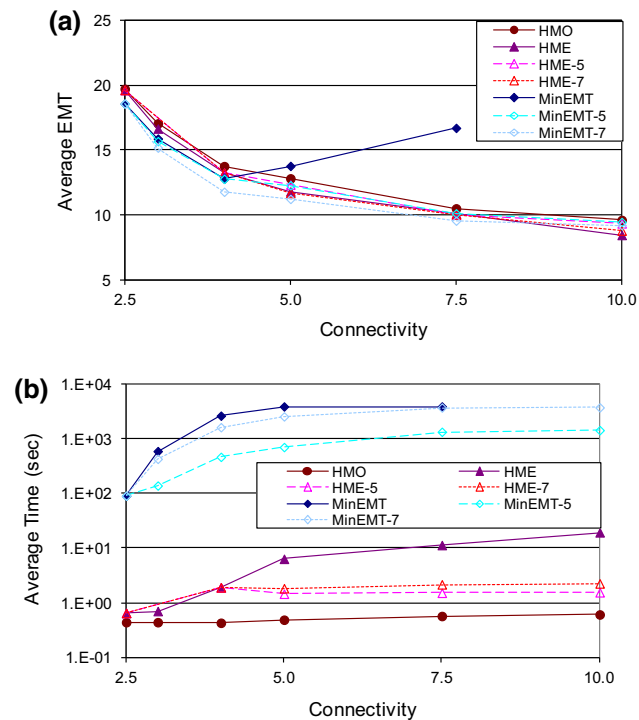 (a)
25
20
15
10
5
2.5
5.0
7.5
10.0
Average EMT
Connectivity
HMO
HME
HME-5
HME-7
MinEMT
MinEMT-5
MinEMT-7
(b)
1.E+04
1.E+03
1.E+02
1.E+01
1.E+00
1.E-01
2.5
5.0
7.5
10.0
Average Time (sec)
Connectivity
HMO
HME
HME-5
HME-7
MinEMT
MinEMT-5
MinEMT-7